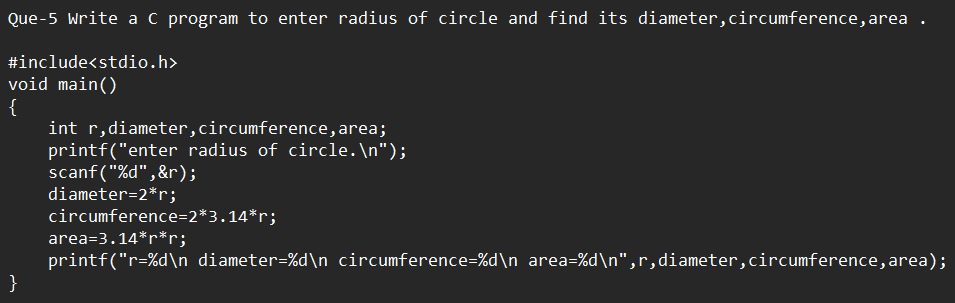 Que-5 Write a C program to enter radius of circle and find its diameter,circumference,area .
#include<stdio.h>
void main()
{
    int r,diameter,circumference,area;
    printf("enter radius of circle.\n");
    scanf("%d",&r);
    diameter=2*r;
    circumference=2*3.14*r;
    area=3.14*r*r;
    printf("r=%d\n diameter=%d\n circumference=%d\n area=%d\n",r,diameter,circumference,area);
}